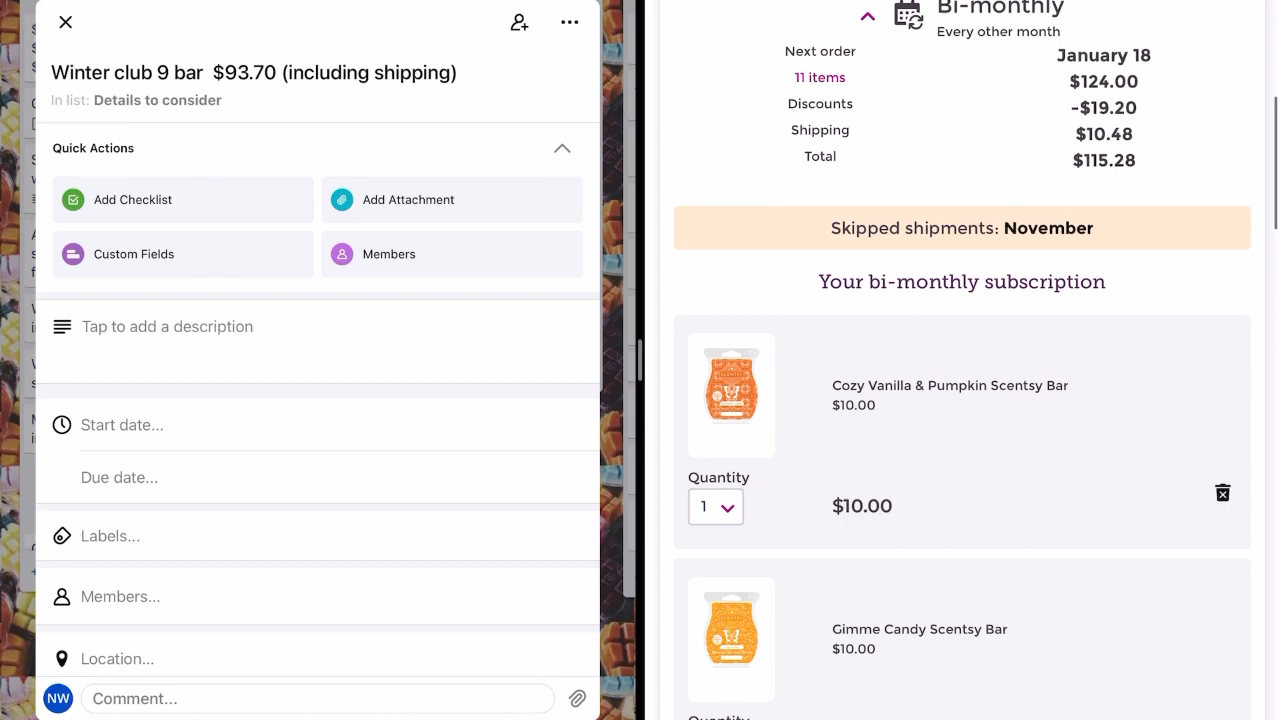 Winter club 9 bar $93.70 (including shipping)
In list: Details to consider
Quick Actions
Add Checklist
Add Attachment
Custom Fields
Members
Tap to add a description
Start date...
Due date...
Labels...
Members...
Location...
NW
Comment...
Bi-monthly
Every other month
Next order January 18
11 items $124.00
Discounts -$19.20
Shipping $10.48
Total $115.28
Skipped shipments: November
Your bi-monthly subscription
Cozy Vanilla & Pumpkin Scentsy Bar
$10.00
Quantity
1
$10.00
Gimme Candy Scentsy Bar
$10.00
Quantity